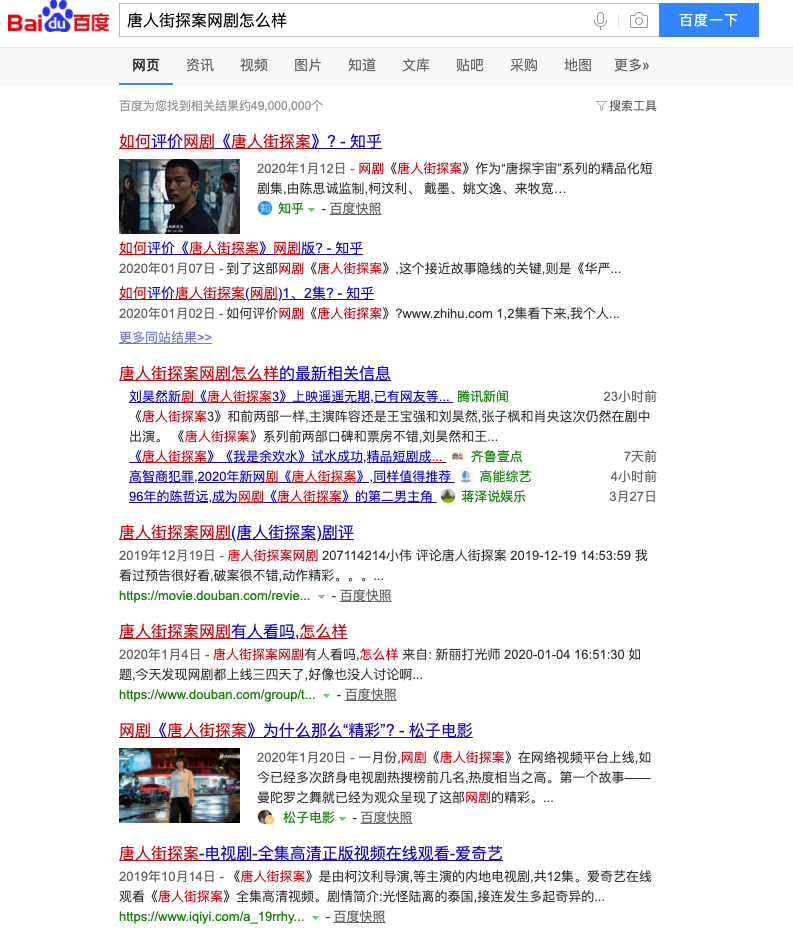 Bai du 百度
唐人街探案网剧怎么样
百度一下
网页 资讯 视频 图片 知道 文库 贴吧 采购 地图 更多»
百度为您找到相关结果约49,000,000个 搜索工具
如何评价网剧《唐人街探案》? - 知乎
2020年1月12日 - 网剧《唐人街探案》作为“唐探宇宙”系列的精品化短
剧集,由陈思诚监制,柯汶利、 戴墨、姚文逸、来牧宽...
知 知乎 - 百度快照
如何评价《唐人街探案》网剧版? - 知乎
2020年01月07日 - 到了这部网剧《唐人街探案》,这个接近故事隐线的关键,则是《华严...
如何评价唐人街探案(网剧)1、2集? - 知乎
2020年01月02日 - 如何评价网剧《唐人街探案》?www.zhihu.com 1,2集看下来,我个人...
更多同站结果>>
唐人街探案网剧怎么样的最新相关信息
刘昊然新剧《唐人街探案3》上映遥遥无期,已有网友等... 腾讯新闻 23小时前
《唐人街探案3》和前两部一样,主演阵容还是王宝强和刘昊然,张子枫和肖央这次仍然在剧中
出演。 《唐人街探案》系列前两部口碑和票房不错,刘昊然和王...
《唐人街探案》《我是余欢水》试水成功,精品短剧成... 齐鲁壹点 7天前
高智商犯罪,2020年新网剧《唐人街探案》,同样值得推荐 高能综艺 4小时前
96年的陈哲远,成为网剧《唐人街探案》的第二男主角 蒋泽说娱乐 3月27日
唐人街探案网剧(唐人街探案)剧评
2019年12月19日 - 唐人街探案网剧 207114214小伟 评论唐人街探案 2019-12-19 14:53:59 我
看过预告很好看,破案很不错,动作精彩。。。...
https://movie.douban.com/revie... - 百度快照
唐人街探案网剧有人看吗,怎么样
2020年1月4日 - 唐人街探案网剧有人看吗,怎么样 来自: 新丽打光师 2020-01-04 16:51:30 如
题,今天发现网剧都上线三四天了,好像也没人讨论啊...
https://www.douban.com/group/t... - 百度快照
网剧《唐人街探案》为什么那么“精彩”? - 松子电影
2020年1月20日 - 一月份,网剧《唐人街探案》在网络视频平台上线,如
今已经多次跻身电视剧热搜榜前几名,热度相当之高。第一个故事——
曼陀罗之舞就已经为观众呈现了这部网剧的精彩。...
松子电影 - 百度快照
唐人街探案-电视剧-全集高清正版视频在线观看-爱奇艺
2019年10月14日 - 《唐人街探案》是由柯汶利导演,等主演的内地电视剧,共12集。爱奇艺在线
观看《唐人街探案》全集高清视频。剧情简介:光怪陆离的泰国,接连发生多起奇异的...
https://www.iqiyi.com/a_19rrhy... - 百度快照